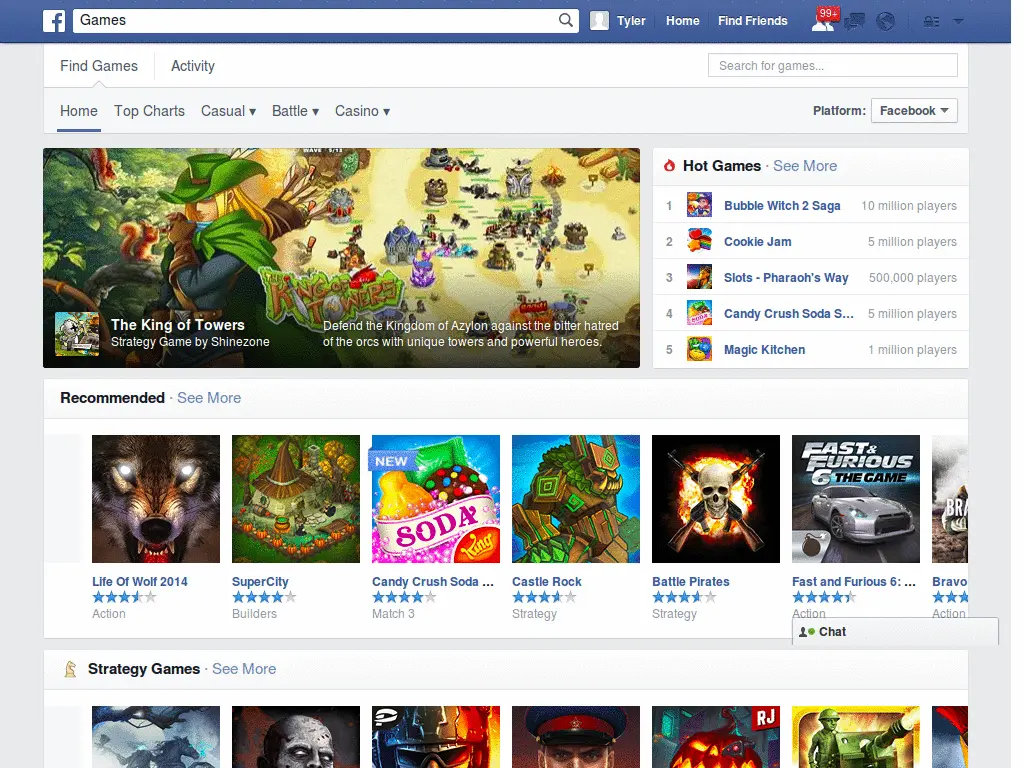 Games
Tyler
Home
Find Friends
99+
Find Games
Activity
Search for games...
Home
Top Charts
Casual ▾
Battle ▾
Casino ▾
Platform:
Facebook
THE KING OF TOWERS
The King of Towers
Strategy Game by Shinezone
Defend the Kingdom of Azylon against the bitter hatred
of the orcs with unique towers and powerful heroes.
Hot Games · See More
1 Bubble Witch 2 Saga 10 million players
2 Cookie Jam 5 million players
3 Slots - Pharaoh's Way 500,000 players
4 Candy Crush Soda S... 5 million players
5 Magic Kitchen 1 million players
Recommended · See More
NEW
SODA
King
FAST &
FURIOUS
6 THE GAME
BRA
Life Of Wolf 2014
Action
SuperCity
Builders
Candy Crush Soda ...
Match 3
Castle Rock
Strategy
Battle Pirates
Strategy
Fast and Furious 6: ...
Action
Bravo
Action
Chat
Strategy Games · See More
RJ